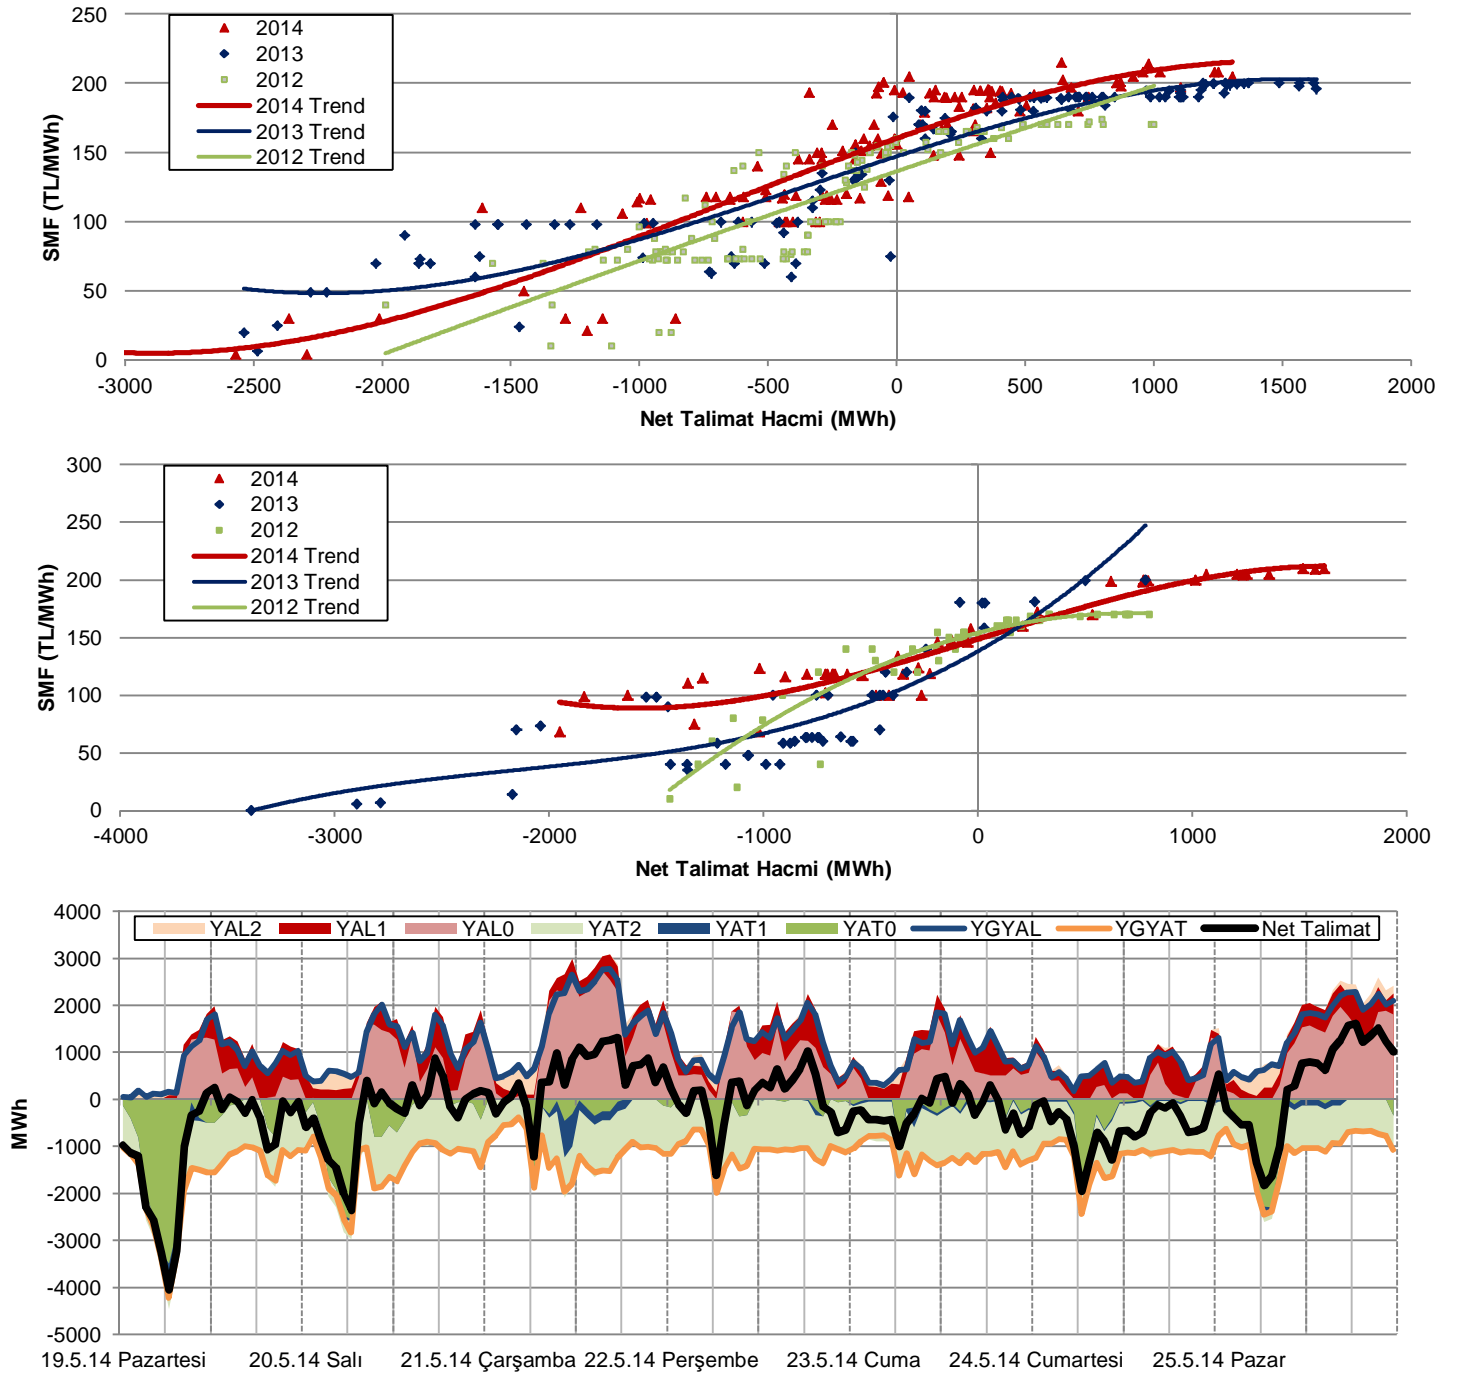 250
200
150
100
50
0
SMF (TL/MWh)
2014
2013
2012
2014 Trend
2013 Trend
2012 Trend
-3000 -2500 -2000 -1500 -1000 -500 0 500 1000 1500 2000
Net Talimat Hacmi (MWh)
300
250
200
150
100
50
0
SMF (TL/MWh)
2014
2013
2012
2014 Trend
2013 Trend
2012 Trend
-4000 -3000 -2000 -1000 0 1000 2000
Net Talimat Hacmi (MWh)
4000
3000
2000
1000
0
-1000
-2000
-3000
-4000
-5000
MWh
YAL2 YAL1 YAL0 YAT2 YAT1 YAT0 YGYAL YGYAT Net Talimat
19.5.14 Pazartesi 20.5.14 Salı 21.5.14 Çarşamba 22.5.14 Perşembe 23.5.14 Cuma 24.5.14 Cumartesi 25.5.14 Pazar